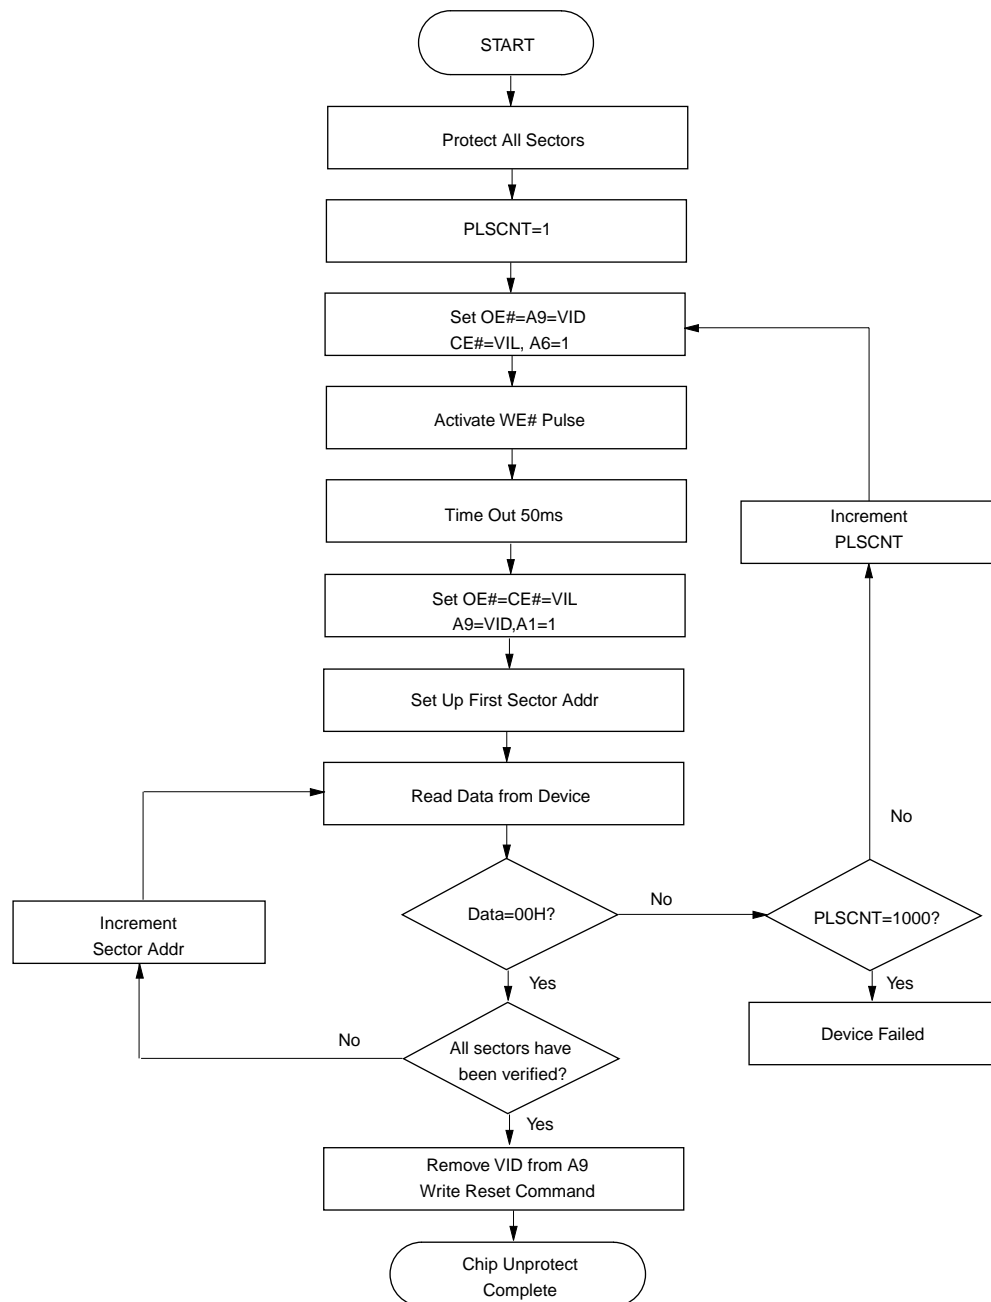 START
Protect All Sectors
PLSCNT=1
Set OE#=A9=VID
CE#=VIL, A6=1
Activate WE# Pulse
Time Out 50ms
Increment
PLSCNT
Set OE#=CE#=VIL
A9=VID,A1=1
Set Up First Sector Addr
Read Data from Device
No
Data=00H?
No
PLSCNT=1000?
Increment
Sector Addr
Yes
Yes
Device Failed
No
All sectors have
been verified?
Yes
Remove VID from A9
Write Reset Command
Chip Unprotect
Complete